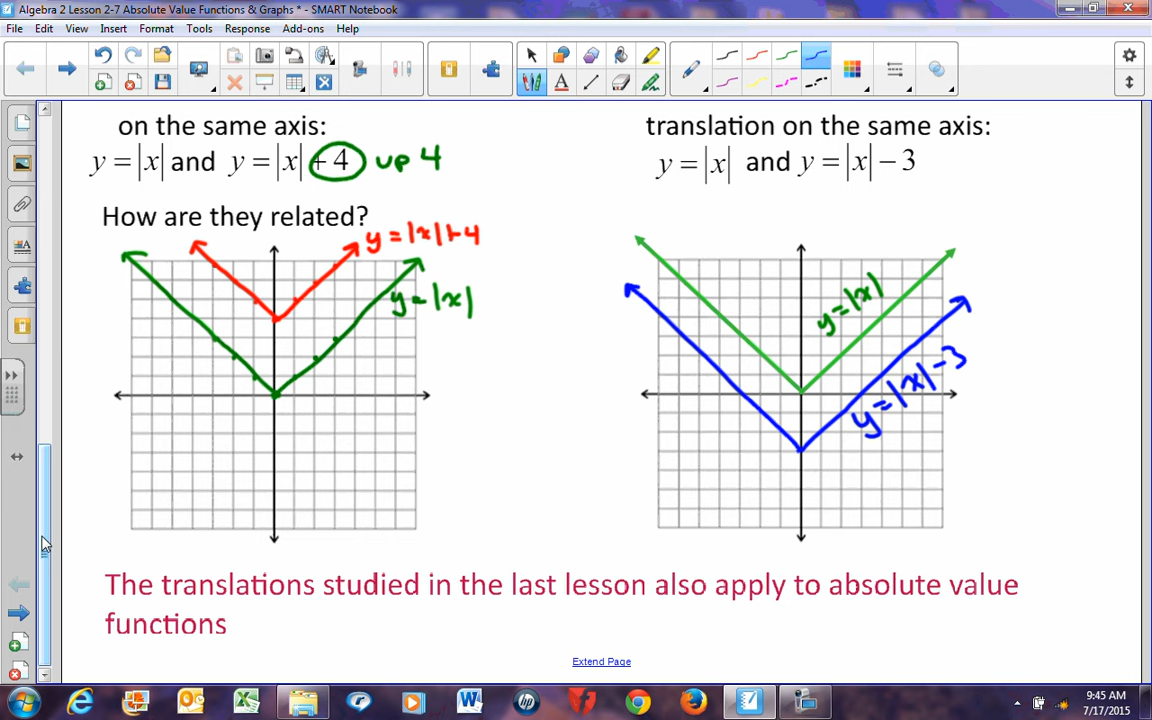 Algebra 2 Lesson 2-7 Absolute Value Functions & Graphs * - SMART Notebook
File Edit View Insert Format Tools Response Add-ons Help
on the same axis:
y = |x| and y = |x| + 4 up 4
How are they related?
y = |x| + 4
y = |x|
translation on the same axis:
y = |x| and y = |x| − 3
y = |x|
y = |x| − 3
The translations studied in the last lesson also apply to absolute value
functions
Extend Page
9:45 AM
7/17/2015